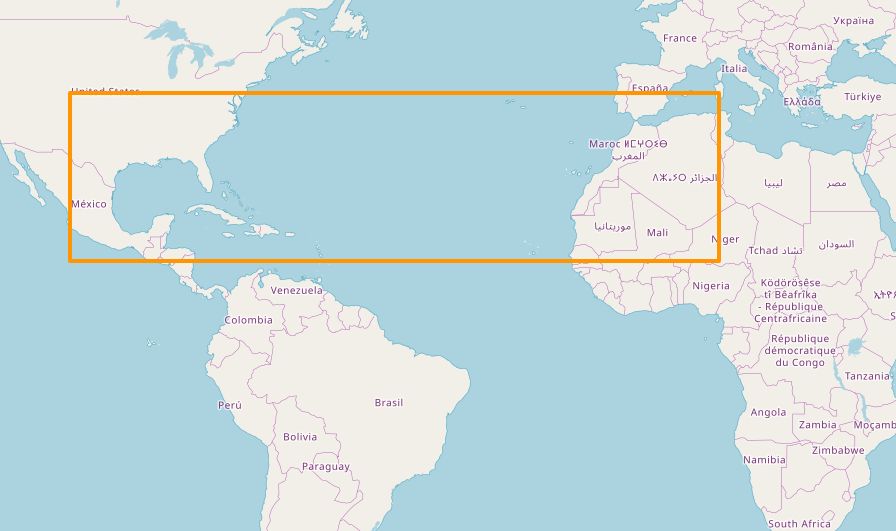 Україна
France
România
Italia
United States
España
Türkiye
Ελλάδα
Maroc ⵍⵎⵖⵔⵉⴱ
المغرب
الجزائر
ليبيا
مصر
México
موريتانيا
Mali
Niger
Tchad تشاد
السودان
Venezuela
Nigeria
Ködörösêse
tî Bêafrîka
- République
Centrafricaine
Colombia
République
démocratique
du Congo
Tanzania
Perú
Brasil
Angola
Zambia
Moçamb
Bolivia
Zimbabwe
Namibia
Paraguay
South Africa